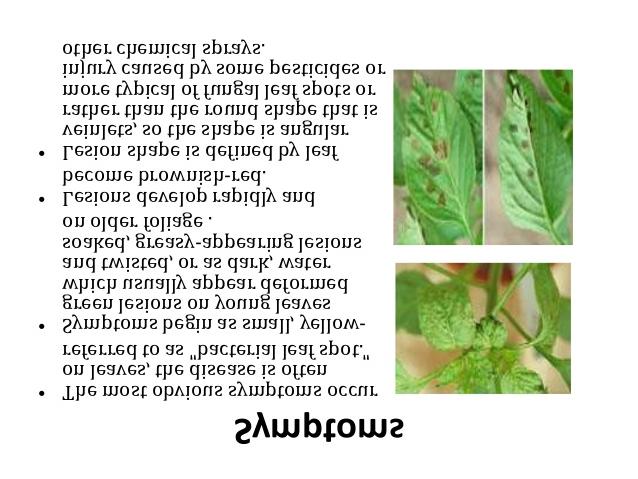 Symptoms
• The most obvious symptoms occur
on leaves, the disease is often
referred to as "bacterial leaf spot."
• Symptoms begin as small, yellow-
green lesions on young leaves
which usually appear deformed
and twisted, or as dark, water
soaked, greasy-appearing lesions
on older foliage .
• Lesions develop rapidly and
become brownish-red.
• Lesion shape is defined by leaf
veinlets, so the shape is angular
rather than the round shape that is
more typical of fungal leaf spots or
injury caused by some pesticides or
other chemical sprays.